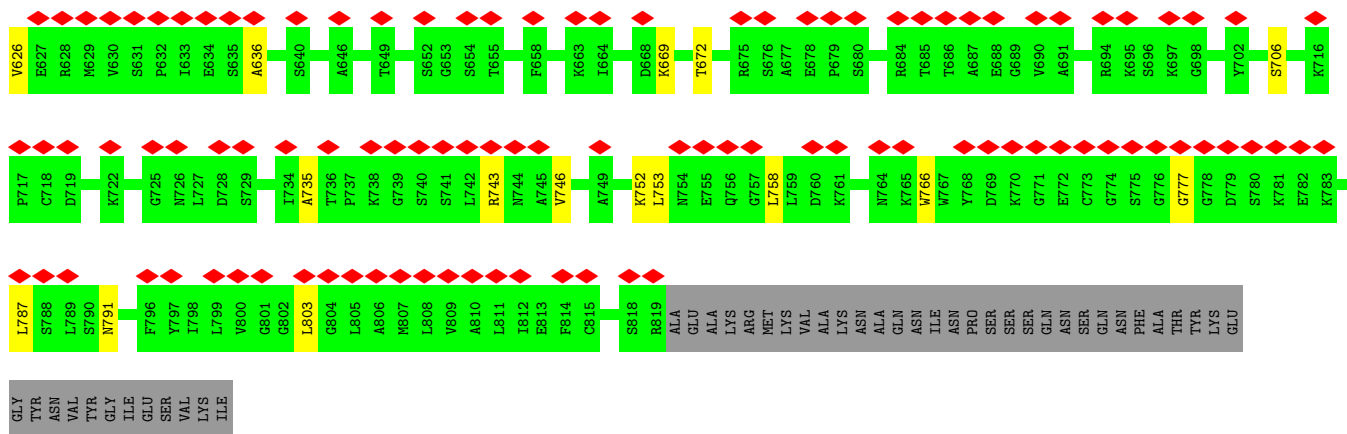 V626 E627 R628 M629 V630 S631 P632 I633 E634 S635 A636 S640 A646 T649 S652 G653 S654 T655 F658 K663 I664 D668 K669 T672 R675 S676 A677 E678 P679 S680 R684 T685 T686 A687 E688 G689 V690 A691 R694 K695 S696 K697 G698 Y702 S706 K716
P717 C718 D719 K722 G725 N726 L727 D728 S729 I734 A735 T736 P737 K738 G739 S740 S741 L742 R743 N744 A745 V746 A749 K752 L753 N754 E755 Q756 G757 L758 L759 D760 K761 N764 K765 W766 W767 Y768 D769 K770 G771 E772 C773 G774 S775 G776 G777 G778 D779 S780 K781 E782 K783
L787 S788 L789 S790 N791 F796 Y797 I798 L799 V800 G801 G802 L803 G804 L805 A806 M807 L808 V809 A810 L811 I812 E813 F814 C815 S818 R819 ALA GLU ALA LYS ARG MET LYS VAL ALA LYS ASN ALA GLN ASN ILE ASN PRO SER SER SER GLN ASN SER GLN ASN PHE ALA THR TYR LYS GLU
GLY TYR ASN VAL TYR GLY ILE GLU SER VAL LYS ILE